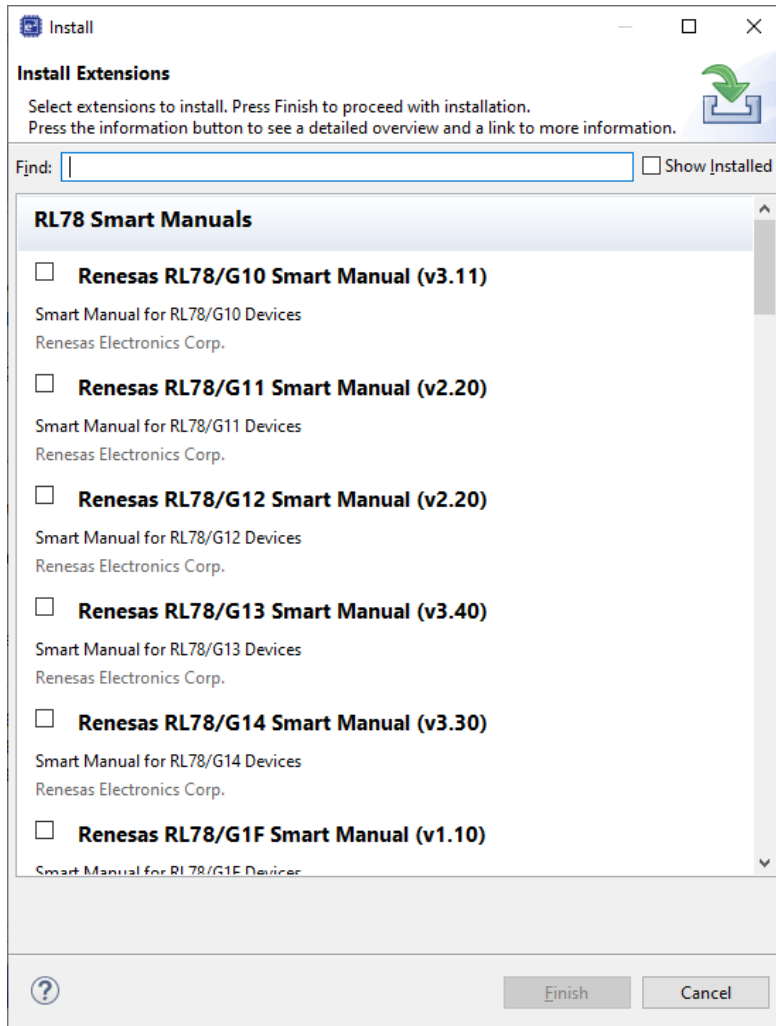 Install
Install Extensions
Select extensions to install. Press Finish to proceed with installation.
Press the information button to see a detailed overview and a link to more information.
Find:
Show Installed
RL78 Smart Manuals
Renesas RL78/G10 Smart Manual (v3.11)
Smart Manual for RL78/G10 Devices
Renesas Electronics Corp.
Renesas RL78/G11 Smart Manual (v2.20)
Smart Manual for RL78/G11 Devices
Renesas Electronics Corp.
Renesas RL78/G12 Smart Manual (v2.20)
Smart Manual for RL78/G12 Devices
Renesas Electronics Corp.
Renesas RL78/G13 Smart Manual (v3.40)
Smart Manual for RL78/G13 Devices
Renesas Electronics Corp.
Renesas RL78/G14 Smart Manual (v3.30)
Smart Manual for RL78/G14 Devices
Renesas Electronics Corp.
Renesas RL78/G1F Smart Manual (v1.10)
Smart Manual for RL78/G1F Devices
?
Finish
Cancel